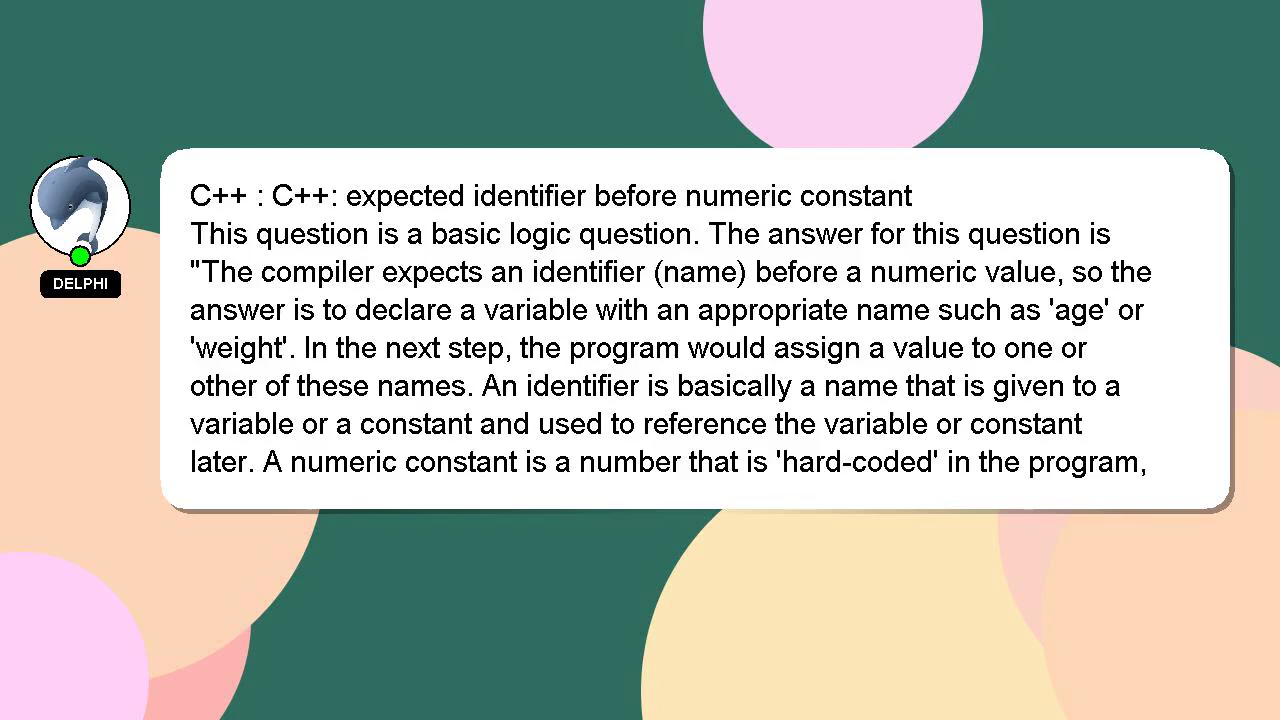 C++ : C++: expected identifier before numeric constant
This question is a basic logic question. The answer for this question is
"The compiler expects an identifier (name) before a numeric value, so the
answer is to declare a variable with an appropriate name such as 'age' or
'weight'. In the next step, the program would assign a value to one or
other of these names. An identifier is basically a name that is given to a
variable or a constant and used to reference the variable or constant
later. A numeric constant is a number that is 'hard-coded' in the program,
DELPHI